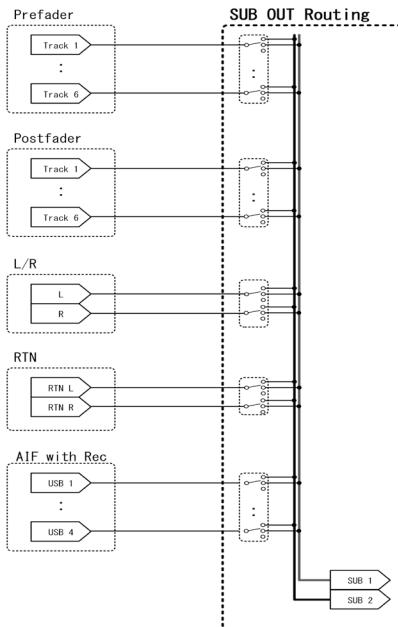 Prefader
SUB OUT Routing
Track 1
:
:
Track 6
Postfader
Track 1
:
:
Track 6
L/R
L
R
RTN
RTN L
RTN R
AIF with Rec
USB 1
:
:
USB 4
SUB 1
SUB 2